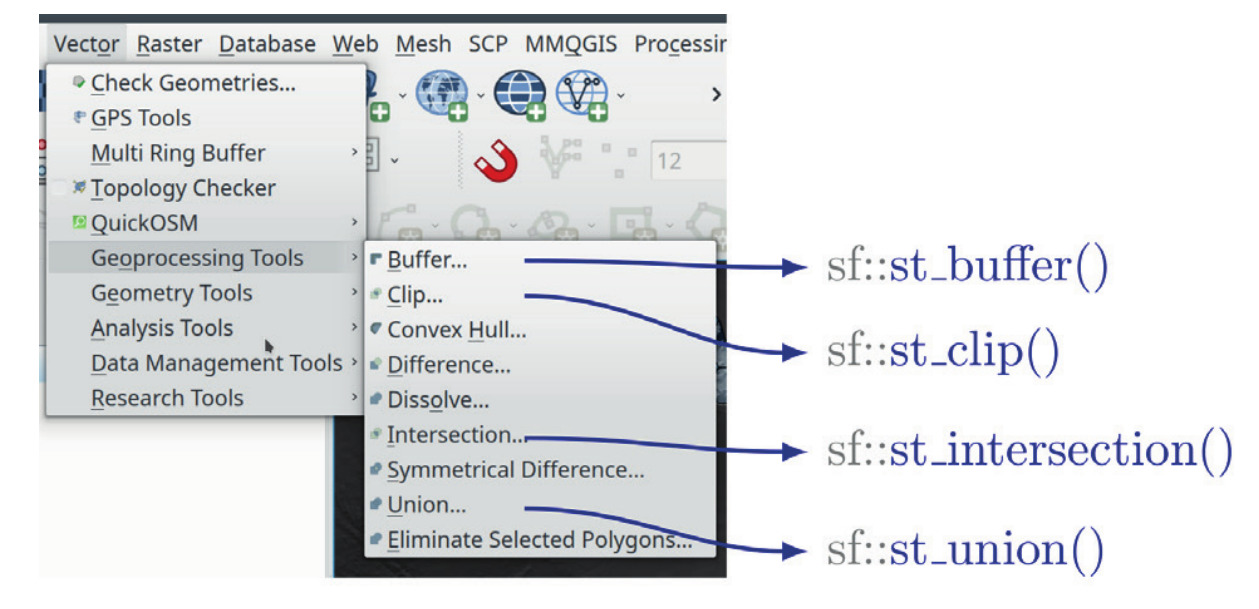 Vector Raster Database Web Mesh SCP MMQGIS Processin
Check Geometries...
GPS Tools
Multi Ring Buffer
12
Topology Checker
QuickOSM
Geoprocessing Tools
Geometry Tools
Analysis Tools
Data Management Tools
Research Tools
Buffer...
Clip...
Convex Hull...
Difference...
Dissolve...
Intersection...
Symmetrical Difference...
Union...
Eliminate Selected Polygons...
sf::st_buffer()
sf::st_clip()
sf::st_intersection()
sf::st_union()